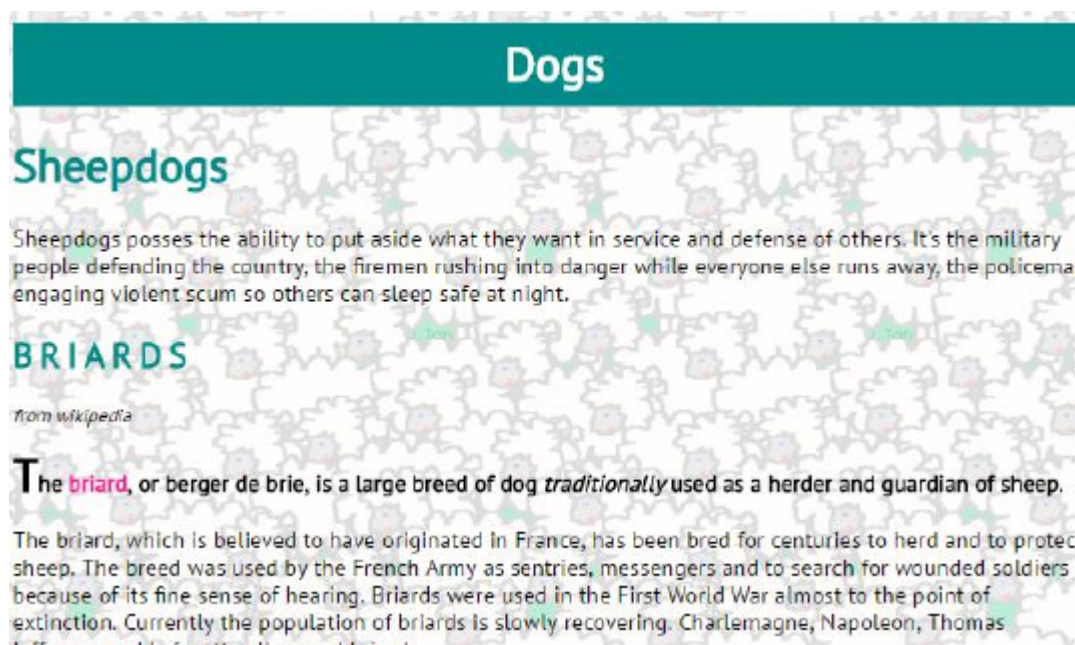 Dogs
Sheepdogs
Sheepdogs posses the ability to put aside what they want in service and defense of others. It's the military
people defending the country, the firemen rushing into danger while everyone else runs away, the policema
engaging violent scum so others can sleep safe at night.
J.Tan J.Tan
BRIARDS
from wikipedia
The briard, or berger de brie, is a large breed of dog traditionally used as a herder and guardian of sheep.
The briard, which is believed to have originated in France, has been bred for centuries to herd and to protec
sheep. The breed was used by the French Army as sentries, messengers and to search for wounded soldiers
because of its fine sense of hearing. Briards were used in the First World War almost to the point of
extinction. Currently the population of briards is slowly recovering. Charlemagne, Napoleon, Thomas